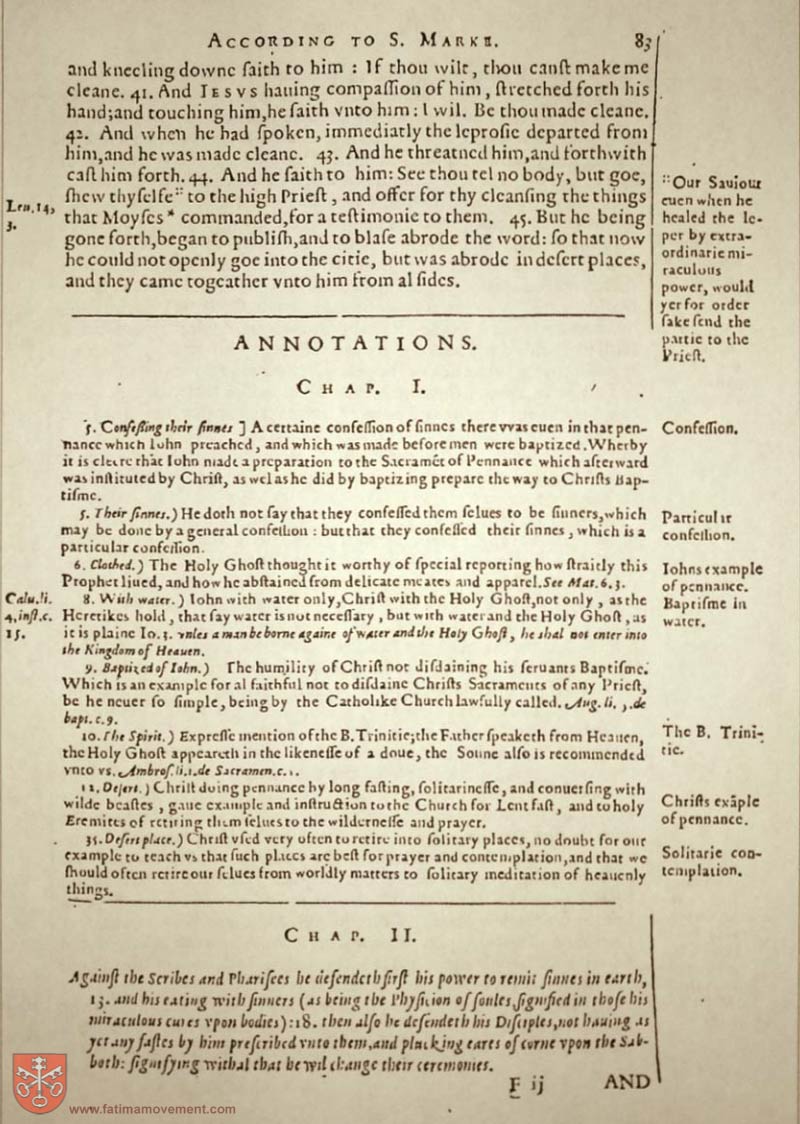 ACCORDING TO S. MARKE. 83
and kneeling downe ſaith to him : If thou wilt, thou canſt make me
cleane. 41. And IESVS hauing compaſſion of him, ſtretched forth his
hand;and touching him,he ſaith vnto him: I wil. Be thou made cleane.
42. And when he had ſpoken, immediatly the leproſie departed from
him,and he was made cleane. 43. And he threatned him,and forthwith
caſt him forth. 44. And he ſaith to him: See thou tel no body, but goe,
ſhew thyſelfe :: to the high Prieſt, and offer for thy cleanſing the things
that Moyſes * commanded,for a teſtimonie to them. 45. But he being
gone forth,began to publiſh,and to blaſe abrode the word: ſo that now
he could not openly goe into the citie, but was abrode in deſert places,
and they came togeather vnto him from al ſides.
Leu. 14,
3.
:: Our Sauiour
euen when he
healed the le-
per by extra-
ordinarie mi-
raculous
power, would
yet for order
ſake ſend the
partie to the
Prieſt.
ANNOTATIONS.
CHAP. I.
5. Confeſſing their ſinnes ] A certaine confeſſion of ſinnes there vvas euen in that pen-
nance which Iohn preached, and which was made before men were baptized. Wherby
it is cleere that Iohn made a preparation to the Sacramẽt of Pennance which afterward
was inſtituted by Chriſt, as wel as he did by baptizing prepare the way to Chriſts Bap-
tiſme.
Confeſſion.
5. Their ſinnes.) He doth not ſay that they confeſſed them ſelues to be ſinners,which
may be done by a general confeſſion : but that they confeſſed their ſinnes, which is a
particular confeſſion.
Particular
confeſſion.
6. Clothed.) The Holy Ghoſt thought it worthy of ſpecial reporting how ſtraitly this
Prophet liued, and how he abſtained from delicate meates and apparel. See Mat. 6. 3.
Iohns example
of pennance.
8. With water.) Iohn with water only,Chriſt with the Holy Ghoſt,not only, as the
Heretikes hold, that ſay water is not neceſſary, but with water and the Holy Ghoſt, as
it is plaine Io. 3. vnles a man be borne againe of water and the Holy Ghoſt, he ſhal not enter into
the Kingdom of Heauen.
Calu. li.
4. inſt. c.
15.
Baptiſme in
water.
9. Baptized of Iohn.) The humility of Chriſt not diſdaining his ſeruants Baptiſme.
Which is an example for al faithful not to diſdaine Chriſts Sacraments of any Prieſt,
be he neuer ſo ſimple, being by the Catholike Church lawfully called. Aug. li. de
bapt. c. 9.
10. The Spirit.) Expreſſe mention of the B. Trinitie;the Father ſpeaketh from Heauen,
the Holy Ghoſt appeareth in the likeneſſe of a doue, the Sonne alſo is recommended
vnto vs. Ambroſ. li. 1. de Sacramen. c.
The B. Trini-
tie.
12. Deſert.) Chriſt doing pennance by long faſting, ſolitarineſſe, and conuerſing with
wilde beaſtes, gaue example and inſtruction to the Church for Lent faſt, and to holy
Eremites of retiring them ſelues to the wilderneſſe and prayer.
Chriſts exãple
of pennance.
35. Deſert place.) Chriſt vſed very often to retire into ſolitary places, no doubt for our
example to teach vs that ſuch places are beſt for prayer and contemplation,and that we
ſhould often retire our ſelues from worldly matters to ſolitary meditation of heauenly
things.
Solitarie con-
templation.
CHAP. II.
Againſt the Scribes and Phariſees he defendeth firſt his power to remit ſinnes in earth,
13. and his eating with ſinners (as being the Phyſicion of ſoules,ſignified in thoſe his
miraculous cures vpon bodies): 18. then alſo he defendeth his Diſciples,not hauing as
yet any faſtes by him preſcribed vnto them,and plucking eares of corne vpon the Sab-
both: ſignifying withal that he wil change their ceremonies.
F ij AND
www.fatimamovement.com